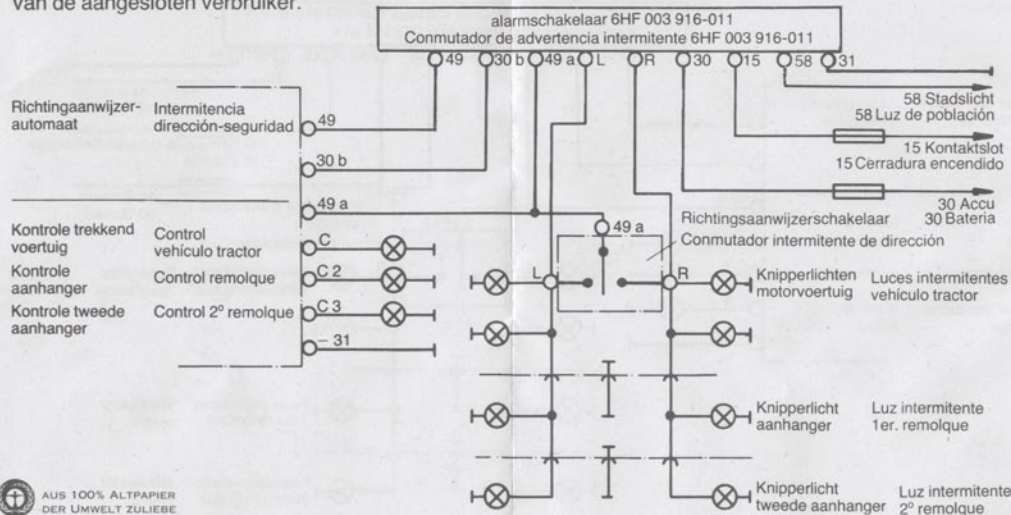 van de aangesloten verbruiker.
alarmschakelaar 6HF 003 916-011
Conmutador de advertencia intermitente 6HF 003 916-011
49 30 b 49 a L R 30 15 58 31
58 Stadslicht
58 Luz de población
15 Kontaktslot
15 Cerradura encendido
30 Accu
30 Bateria
Richtingaanwijzer-
automaat
Intermitencia
dirección-seguridad
49
30 b
49 a
Kontrole trekkend
voertuig
Control
vehículo tractor
C
Kontrole
aanhanger
Control remolque
C 2
Kontrole tweede
aanhanger
Control 2º remolque
C 3
– 31
49 a
Richtingsaanwijzerschakelaar
Conmutador intermitente de dirección
L
R
Knipperlichten
motorvoertuig
Luces intermitentes
vehículo tractor
Knipperlicht
aanhanger
Luz intermitente
1er. remolque
Knipperlicht
tweede aanhanger
Luz intermitente
2º remolque
AUS 100% ALTPAPIER
DER UMWELT ZULIEBE